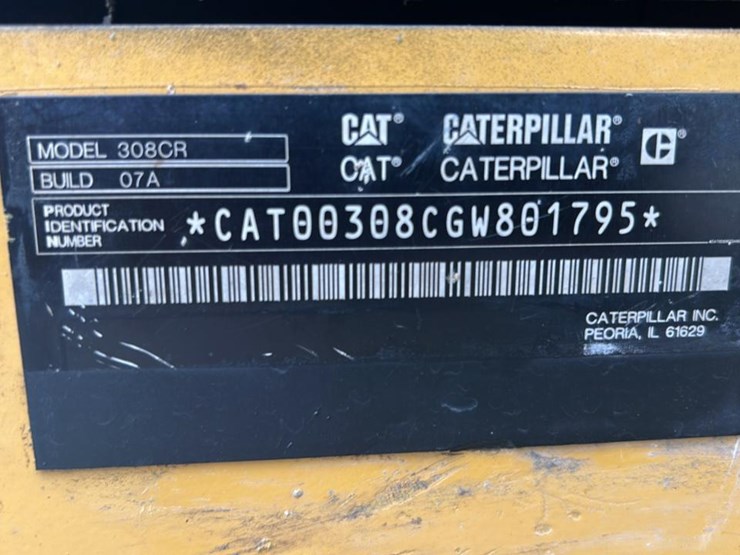 CAT® CATERPILLAR®
CAT® CATERPILLAR®
MODEL 308CR
BUILD 07A
PRODUCT
IDENTIFICATION
NUMBER
*CAT00308CGW801795*
CATERPILLAR INC.
PEORIA, IL 61629